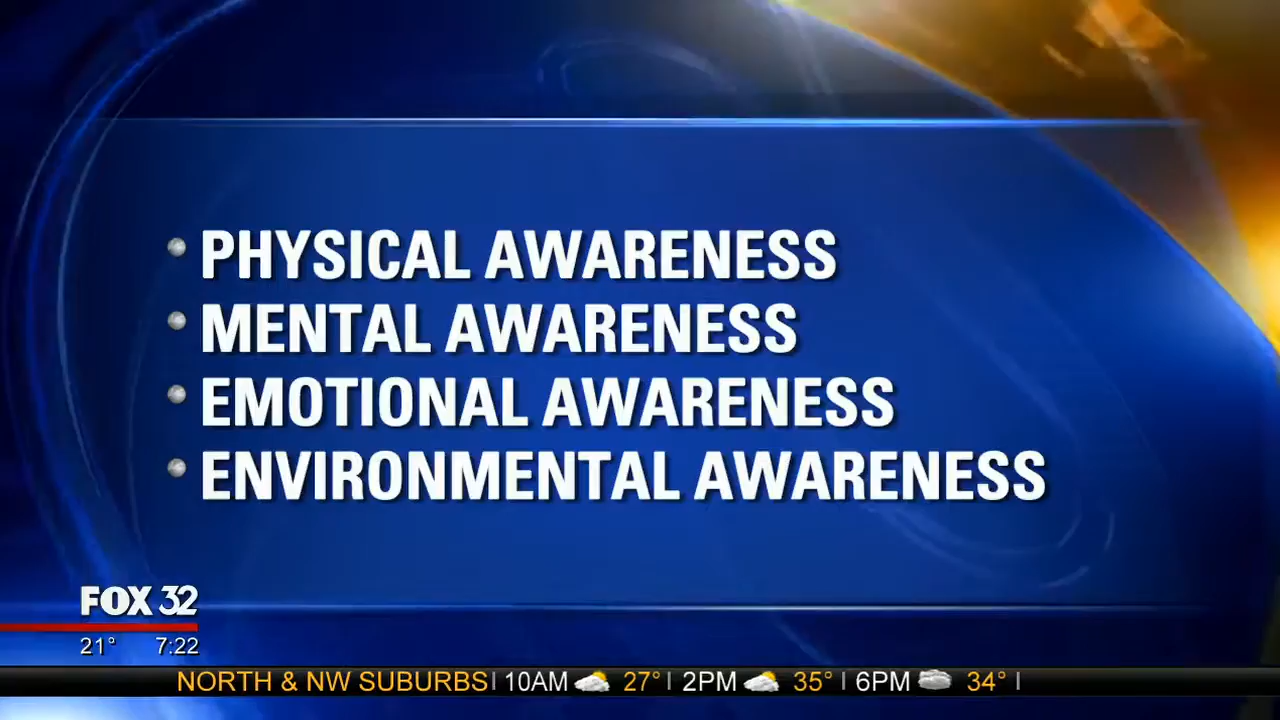 • PHYSICAL AWARENESS
• MENTAL AWARENESS
• EMOTIONAL AWARENESS
• ENVIRONMENTAL AWARENESS
FOX 32
21° 7:22
NORTH & NW SUBURBS | 10AM 27° | 2PM 35° | 6PM 34° |